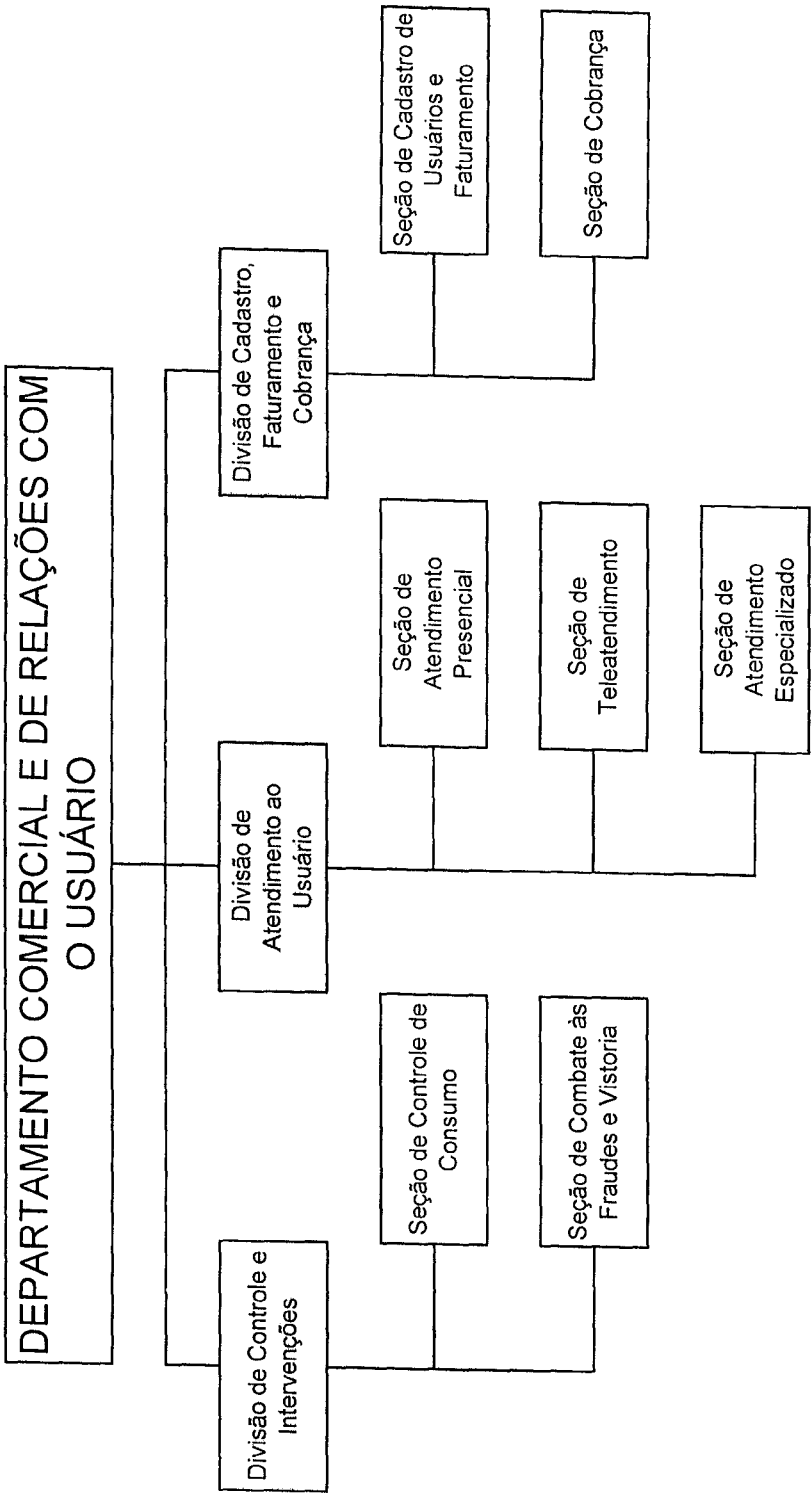 DEPARTAMENTO COMERCIAL E DE RELAÇÕES COM
O USUÁRIO
Divisão de Controle e
Intervenções
Seção de Controle de
Consumo
Seção de Combate às
Fraudes e Vistoria
Divisão de
Atendimento ao
Usuário
Seção de
Atendimento
Presencial
Seção de
Teleatendimento
Seção de
Atendimento
Especializado
Divisão de Cadastro,
Faturamento e
Cobrança
Seção de Cadastro de
Usuários e
Faturamento
Seção de Cobrança